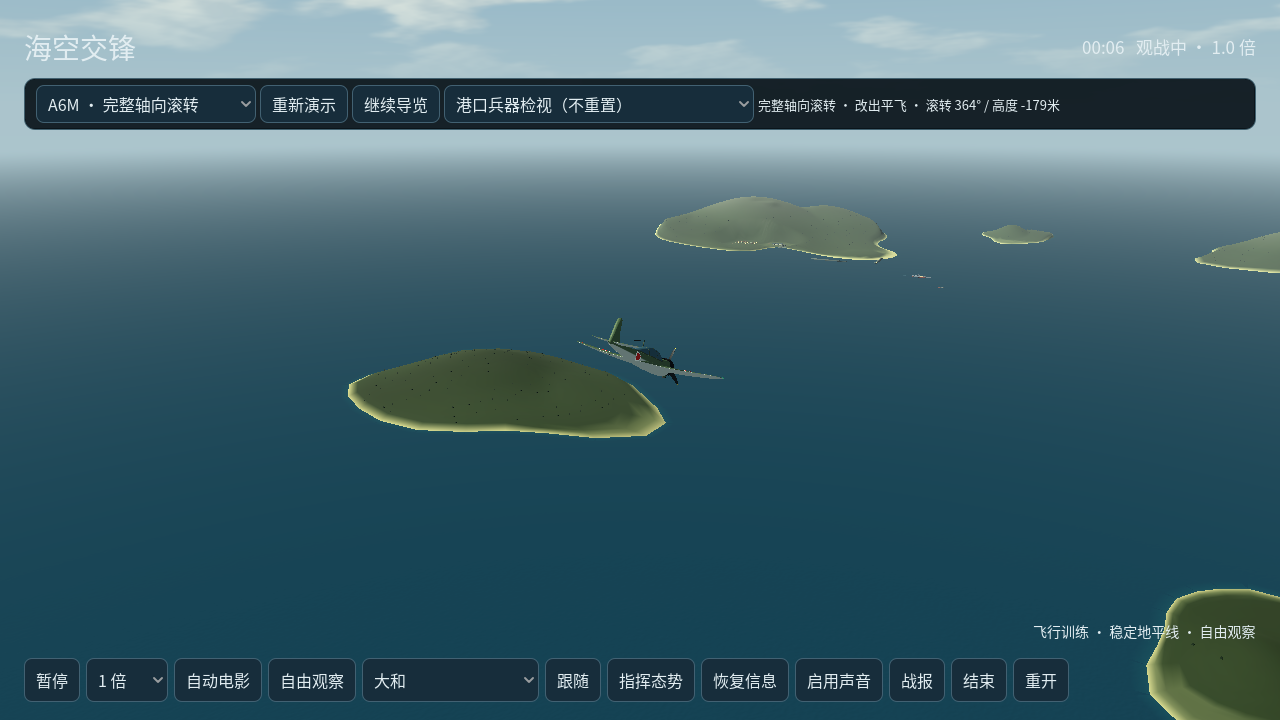 海空交锋
00:06 观战中 · 1.0 倍
A6M · 完整轴向滚转
重新演示
继续导览
港口兵器检视（不重置）
完整轴向滚转 · 改出平飞 · 滚转 364° / 高度 -179米
飞行训练 · 稳定地平线 · 自由观察
暂停
1 倍
自动电影
自由观察
大和
跟随
指挥态势
恢复信息
启用声音
战报
结束
重开